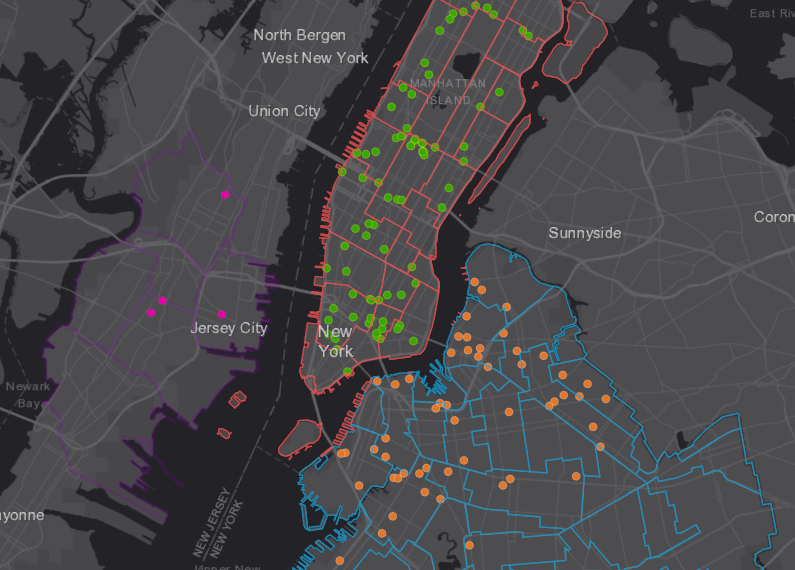 East Riv
North Bergen
West New York
MANHATTAN
ISLAND
Union City
Coron
Sunnyside
Jersey City
New
York
Newark
Bay
yonne
NEW JERSEY
NEW YORK
Upper New